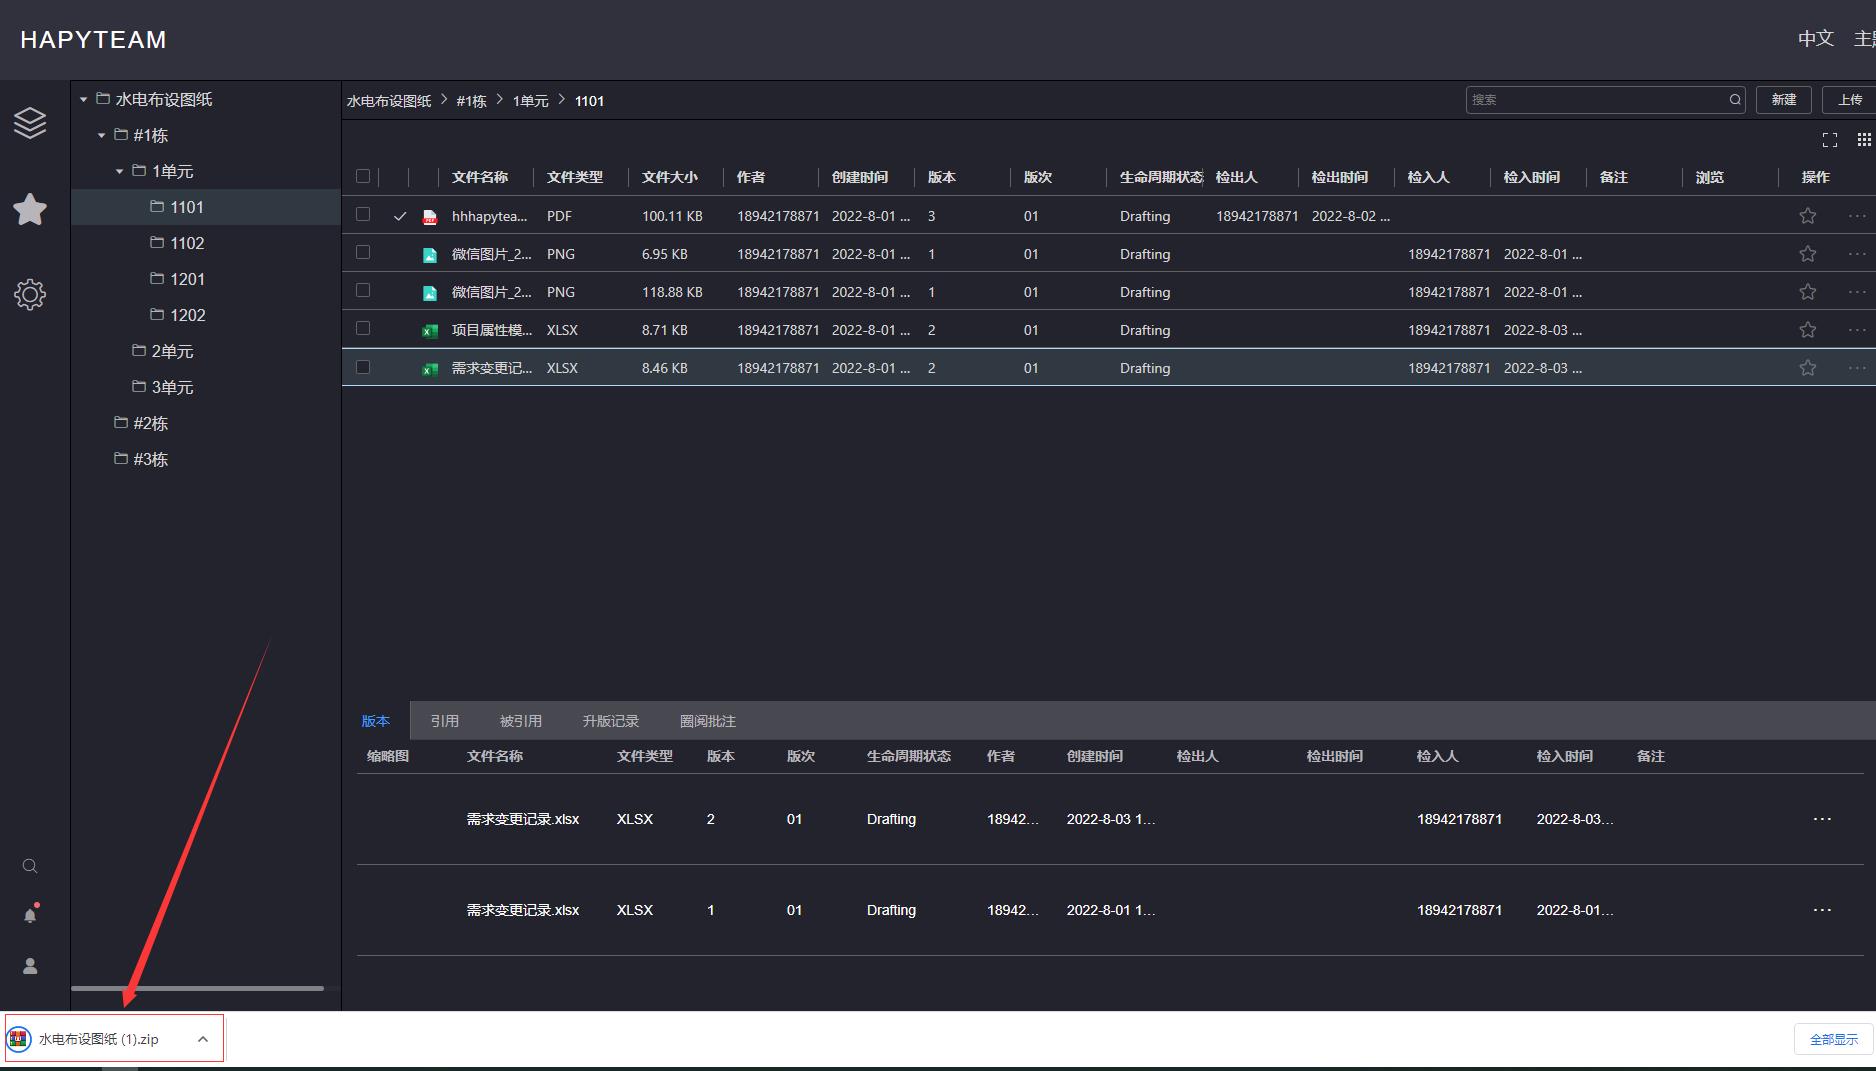 HAPYTEAM
中文 主题
水电布设图纸
#1栋
1单元
1101
1102
1201
1202
2单元
3单元
#2栋
#3栋
水电布设图纸 > #1栋 > 1单元 > 1101
搜索 新建 上传
文件名称 文件类型 文件大小 作者 创建时间 版本 版次 生命周期状态 检出人 检出时间 检入人 检入时间 备注 浏览 操作
hhhapytea... PDF 100.11 KB 18942178871 2022-8-01 ... 3 01 Drafting 18942178871 2022-8-02 ... ...
微信图片_2... PNG 6.95 KB 18942178871 2022-8-01 ... 1 01 Drafting 18942178871 2022-8-01 ... ...
微信图片_2... PNG 118.88 KB 18942178871 2022-8-01 ... 1 01 Drafting 18942178871 2022-8-01 ... ...
项目属性模... XLSX 8.71 KB 18942178871 2022-8-01 ... 2 01 Drafting 18942178871 2022-8-03 ... ...
需求变更记... XLSX 8.46 KB 18942178871 2022-8-01 ... 2 01 Drafting 18942178871 2022-8-03 ... ...
版本 引用 被引用 升版记录 圈阅批注
缩略图 文件名称 文件类型 版本 版次 生命周期状态 作者 创建时间 检出人 检出时间 检入人 检入时间 备注
需求变更记录.xlsx XLSX 2 01 Drafting 18942... 2022-8-03 1... 18942178871 2022-8-03... ...
需求变更记录.xlsx XLSX 1 01 Drafting 18942... 2022-8-01 1... 18942178871 2022-8-01... ...
水电布设图纸 (1).zip
全部显示